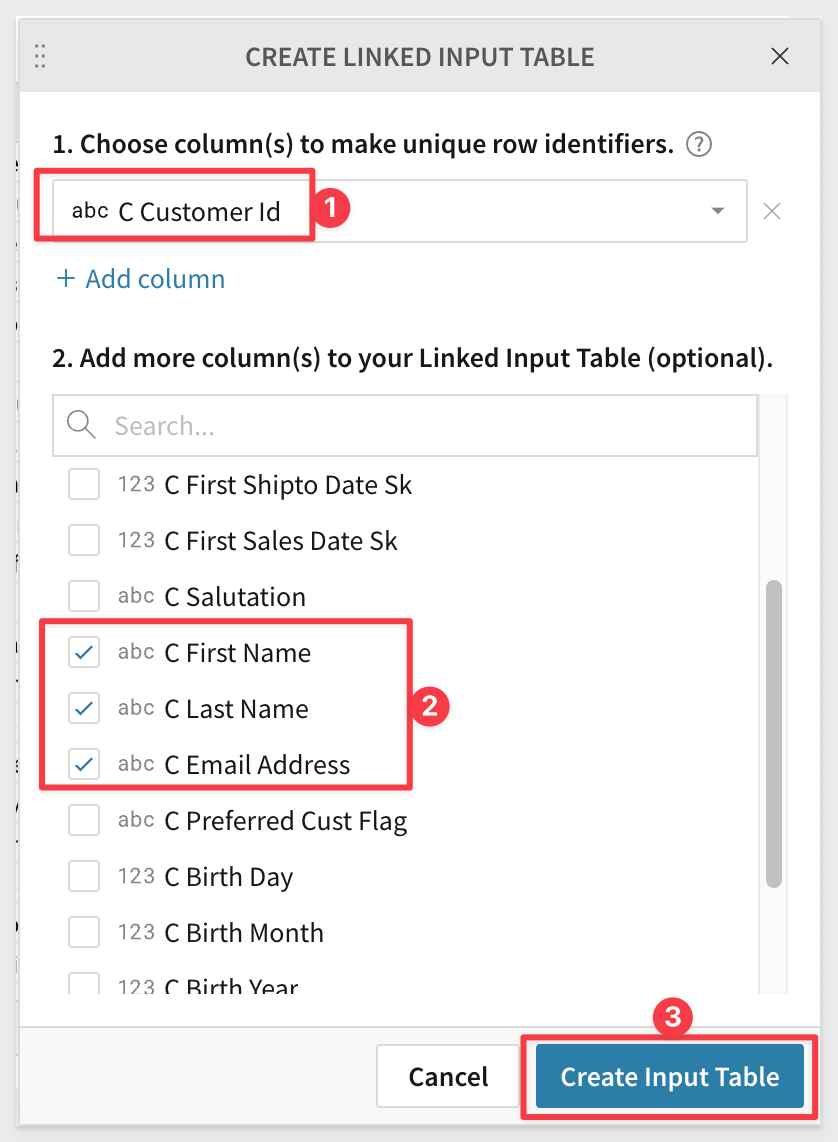 CREATE LINKED INPUT TABLE
1. Choose column(s) to make unique row identifiers. ?
abc C Customer Id 1
+ Add column
2. Add more column(s) to your Linked Input Table (optional).
Search...
123 C First Shipto Date Sk
123 C First Sales Date Sk
abc C Salutation
abc C First Name
abc C Last Name 2
abc C Email Address
abc C Preferred Cust Flag
123 C Birth Day
123 C Birth Month
123 C Birth Year
3
Cancel Create Input Table